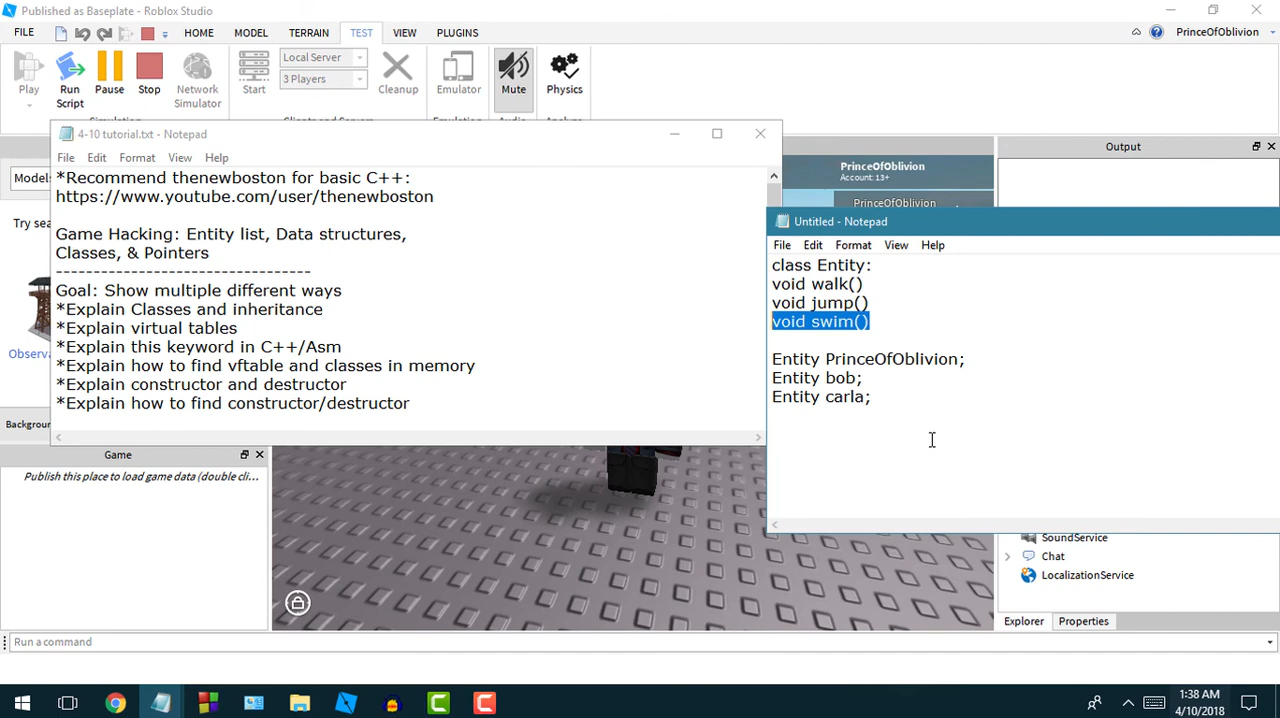 Published as Baseplate - Roblox Studio
FILE HOME MODEL TERRAIN TEST VIEW PLUGINS PrinceOfOblivion
Play
Run Script
Pause
Stop
Network Simulator
Start
Local Server
3 Players
Cleanup
Emulator
Mute
Physics
4-10 tutorial.txt - Notepad
File Edit Format View Help
*Recommend thenewboston for basic C++:
https://www.youtube.com/user/thenewboston
Game Hacking: Entity list, Data structures,
Classes, & Pointers
--------------------------------
Goal: Show multiple different ways
*Explain Classes and inheritance
*Explain virtual tables
*Explain this keyword in C++/Asm
*Explain how to find vftable and classes in memory
*Explain constructor and destructor
*Explain how to find constructor/destructor
Models
Try sea
Observa
Backgroun
PrinceOfOblivion
Account: 13+
PrinceOfOblivion
Output
Untitled - Notepad
File Edit Format View Help
class Entity:
void walk()
void jump()
void swim()
Entity PrinceOfOblivion;
Entity bob;
Entity carla;
Game
Publish this place to load game data (double cli...
SoundService
Chat
LocalizationService
Explorer Properties
Run a command
1:38 AM
4/10/2018